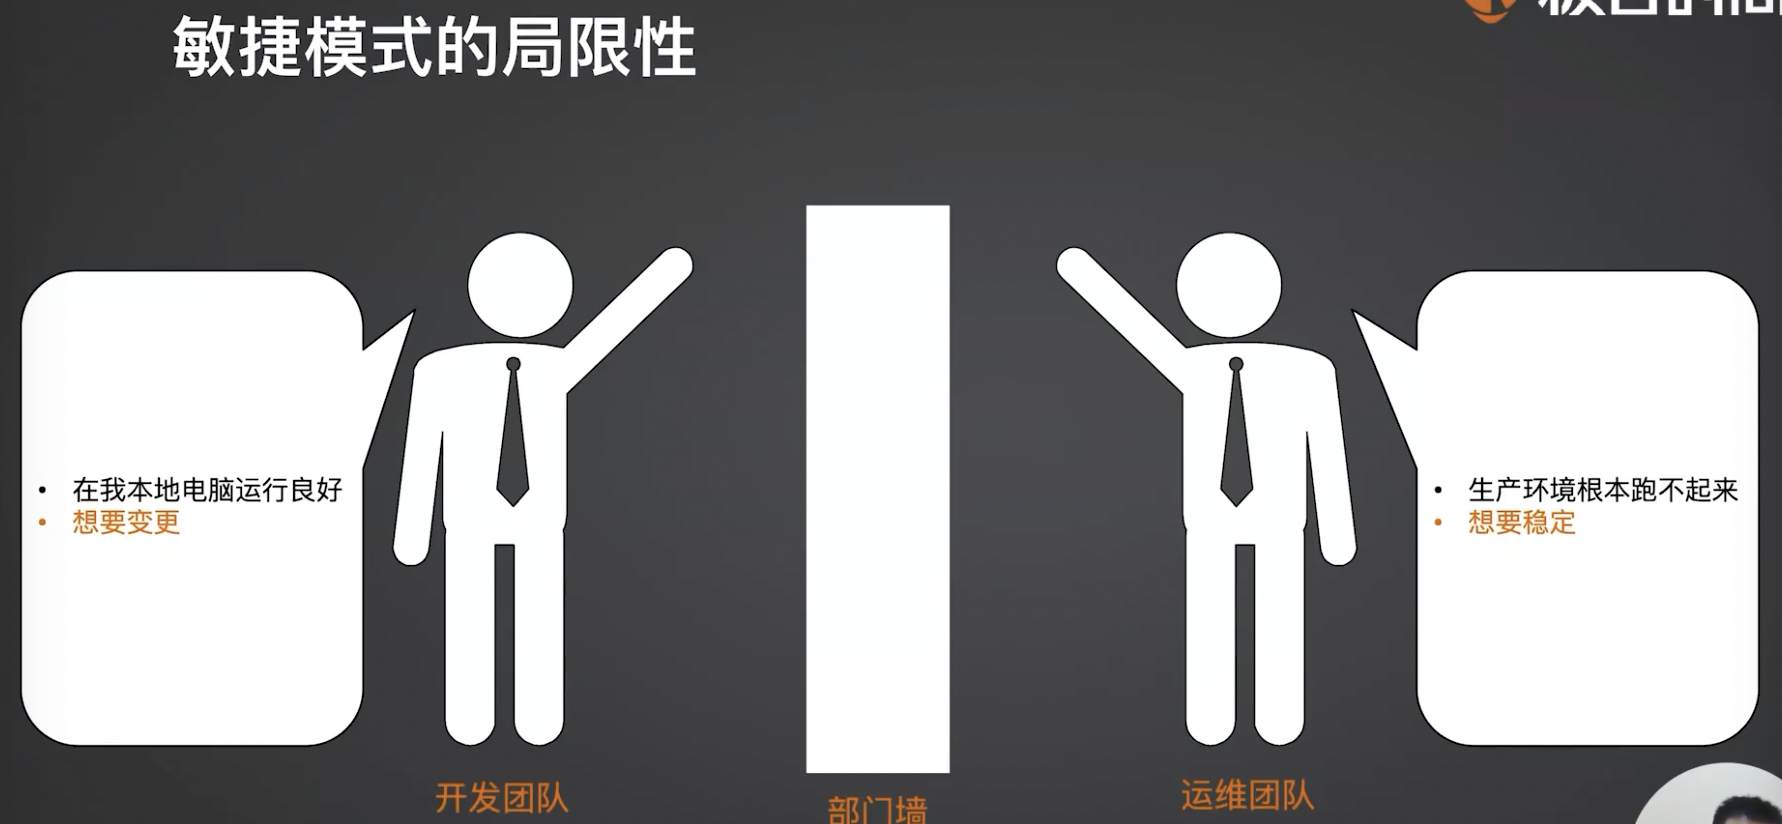 敏捷模式的局限性
在我本地电脑运行良好
想要变更
生产环境根本跑不起来
想要稳定
开发团队
部门墙
运维团队